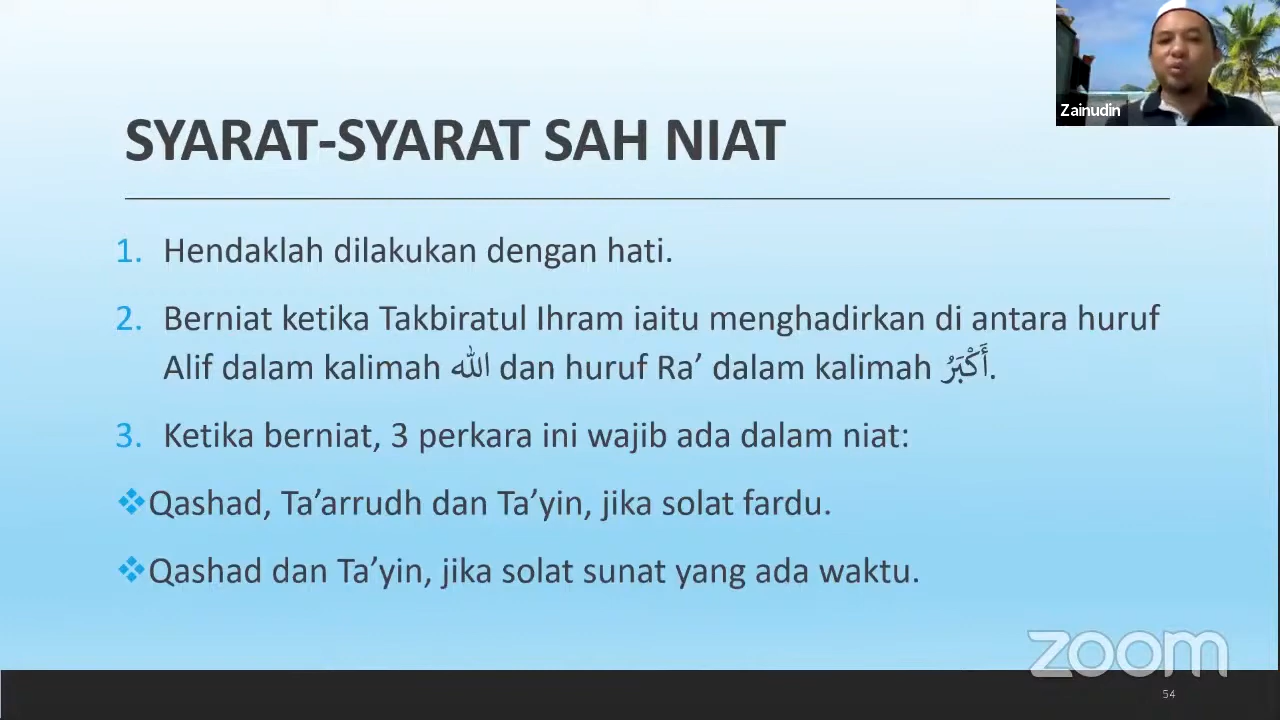 Zainudin
SYARAT-SYARAT SAH NIAT
1. Hendaklah dilakukan dengan hati.
2. Berniat ketika Takbiratul Ihram iaitu menghadirkan di antara huruf
Alif dalam kalimah الله dan huruf Ra’ dalam kalimah أَكْبَرُ.
3. Ketika berniat, 3 perkara ini wajib ada dalam niat:
❖Qashad, Ta’arrudh dan Ta’yin, jika solat fardu.
❖Qashad dan Ta’yin, jika solat sunat yang ada waktu.
zoom
54